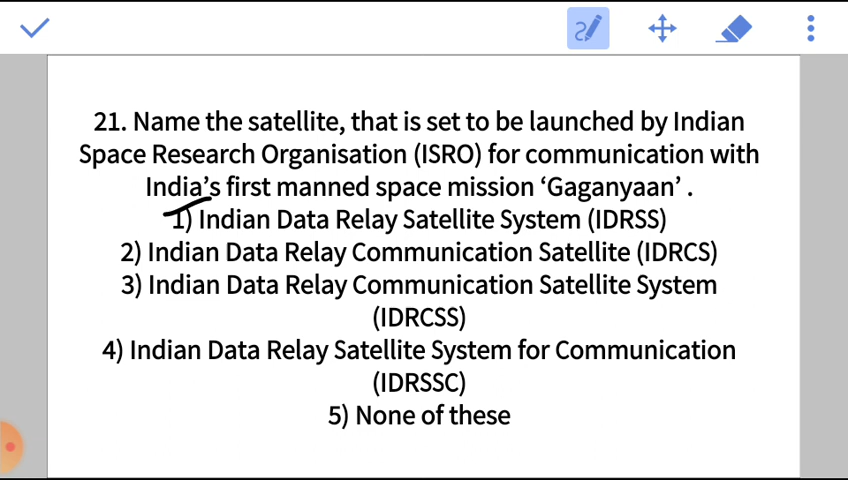 21. Name the satellite, that is set to be launched by Indian
Space Research Organisation (ISRO) for communication with
India’s first manned space mission ‘Gaganyaan’ .
1) Indian Data Relay Satellite System (IDRSS)
2) Indian Data Relay Communication Satellite (IDRCS)
3) Indian Data Relay Communication Satellite System
(IDRCSS)
4) Indian Data Relay Satellite System for Communication
(IDRSSC)
5) None of these